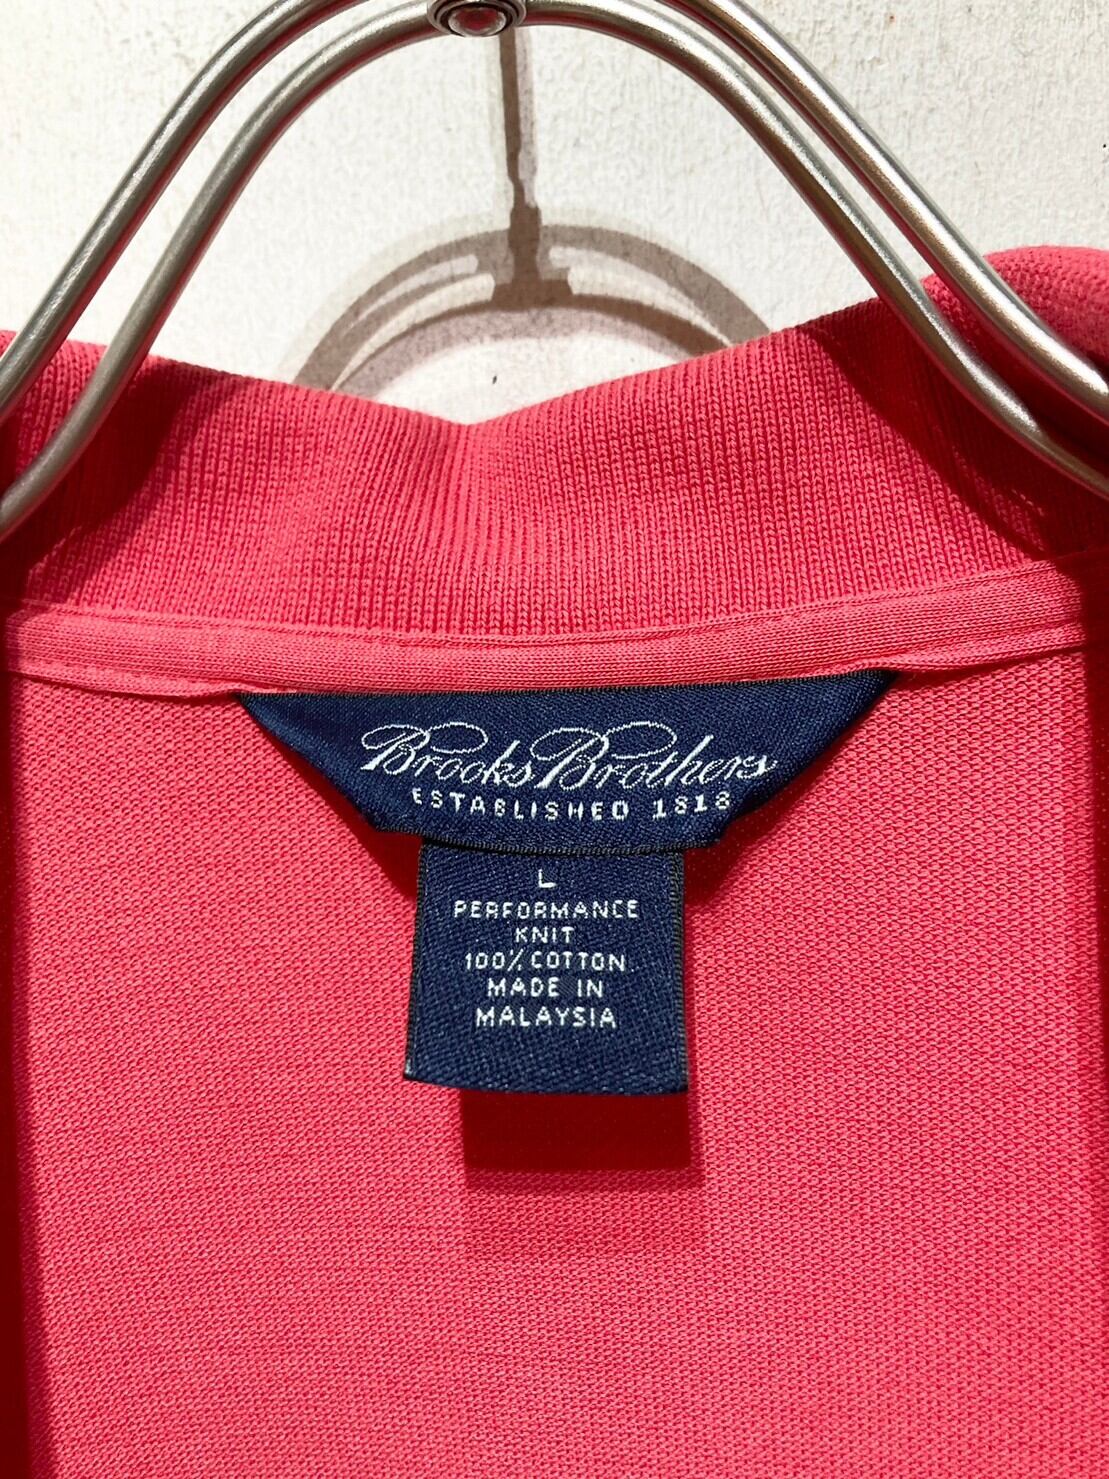 Brooks Brothers
ESTABLISHED 1818
L
PERFORMANCE
KNIT
100% COTTON
MADE IN
MALAYSIA